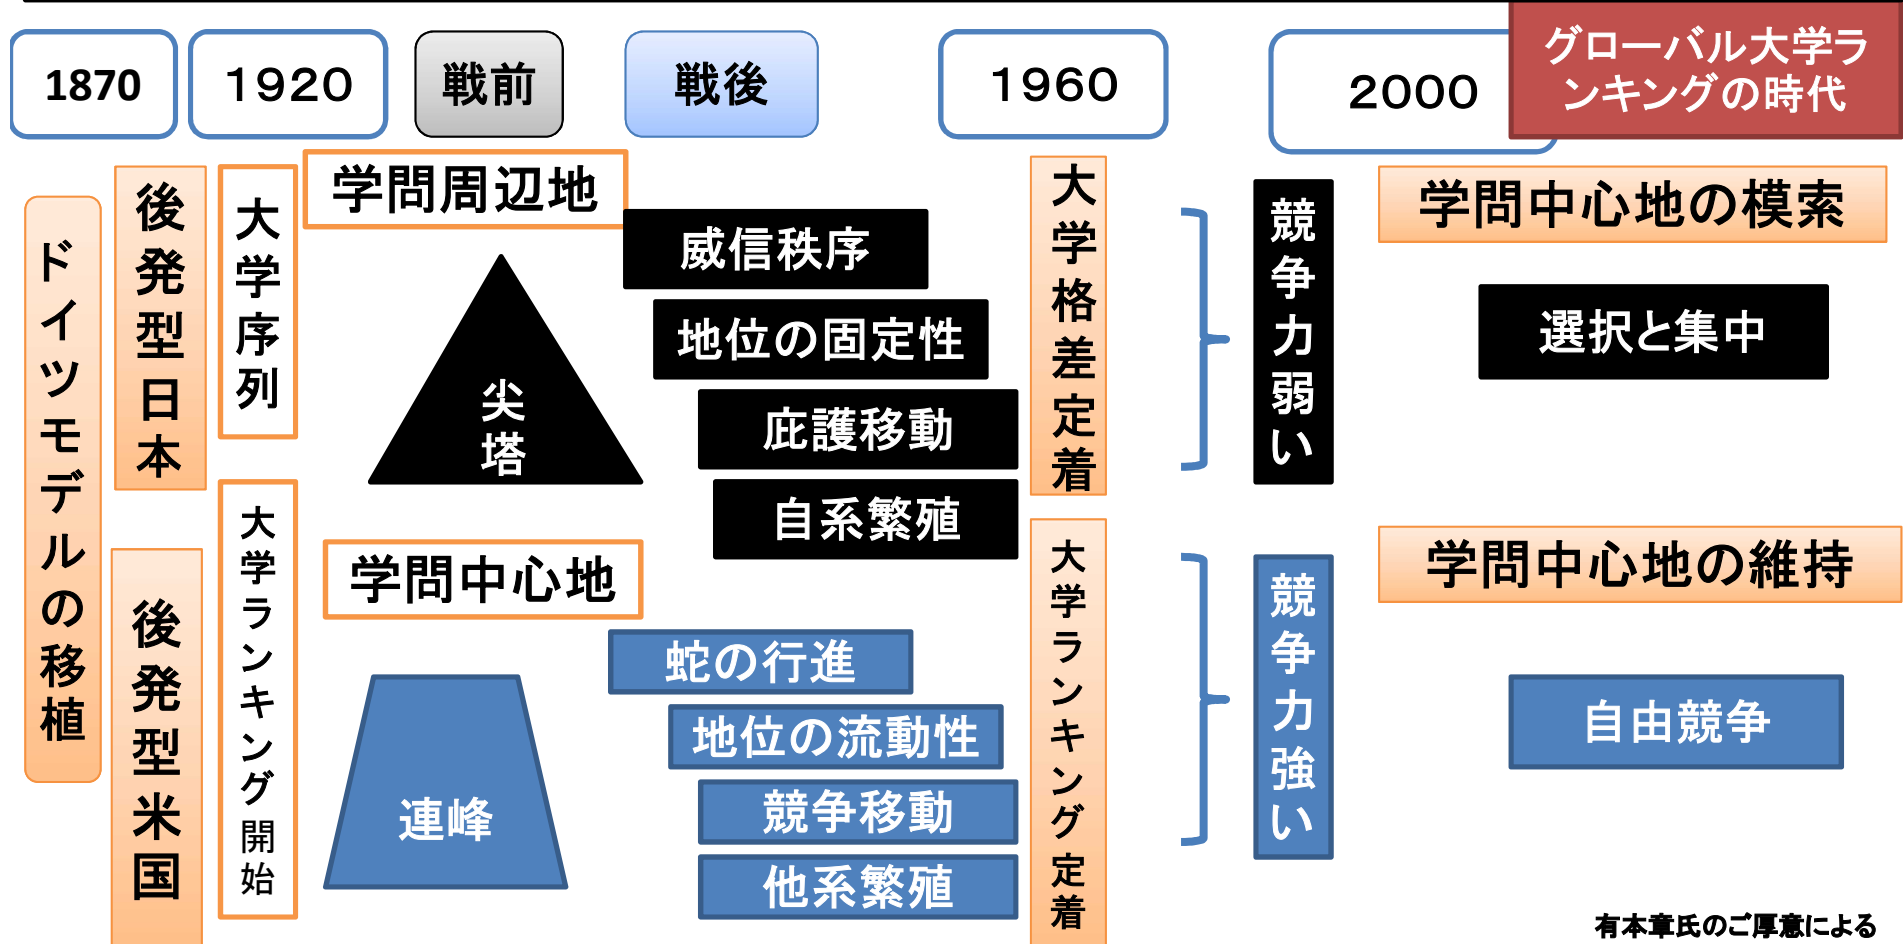 1870
1920
戦前
戦後
1960
2000
グローバル大学ラ
ンキングの時代
ドイツモデルの移植
後発型日本
大学序列
学問周辺地
尖
塔
威信秩序
地位の固定性
庇護移動
自系繁殖
大学格差定着
競争力弱い
学問中心地の模索
選択と集中
後発型米国
大学ランキング開始
学問中心地
連峰
蛇の行進
地位の流動性
競争移動
他系繁殖
大学ランキング定着
競争力強い
学問中心地の維持
自由競争
有本章氏のご厚意による